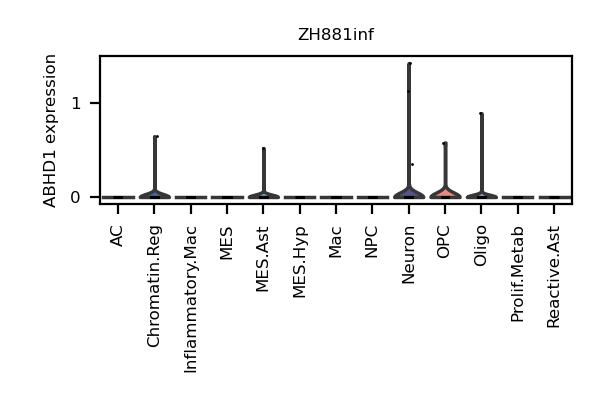 ZH881inf
ABHD1 expression
1
0
AC
Chromatin.Reg
Inflammatory.Mac
MES
MES.Ast
MES.Hyp
Mac
NPC
Neuron
OPC
Oligo
Prolif.Metab
Reactive.Ast